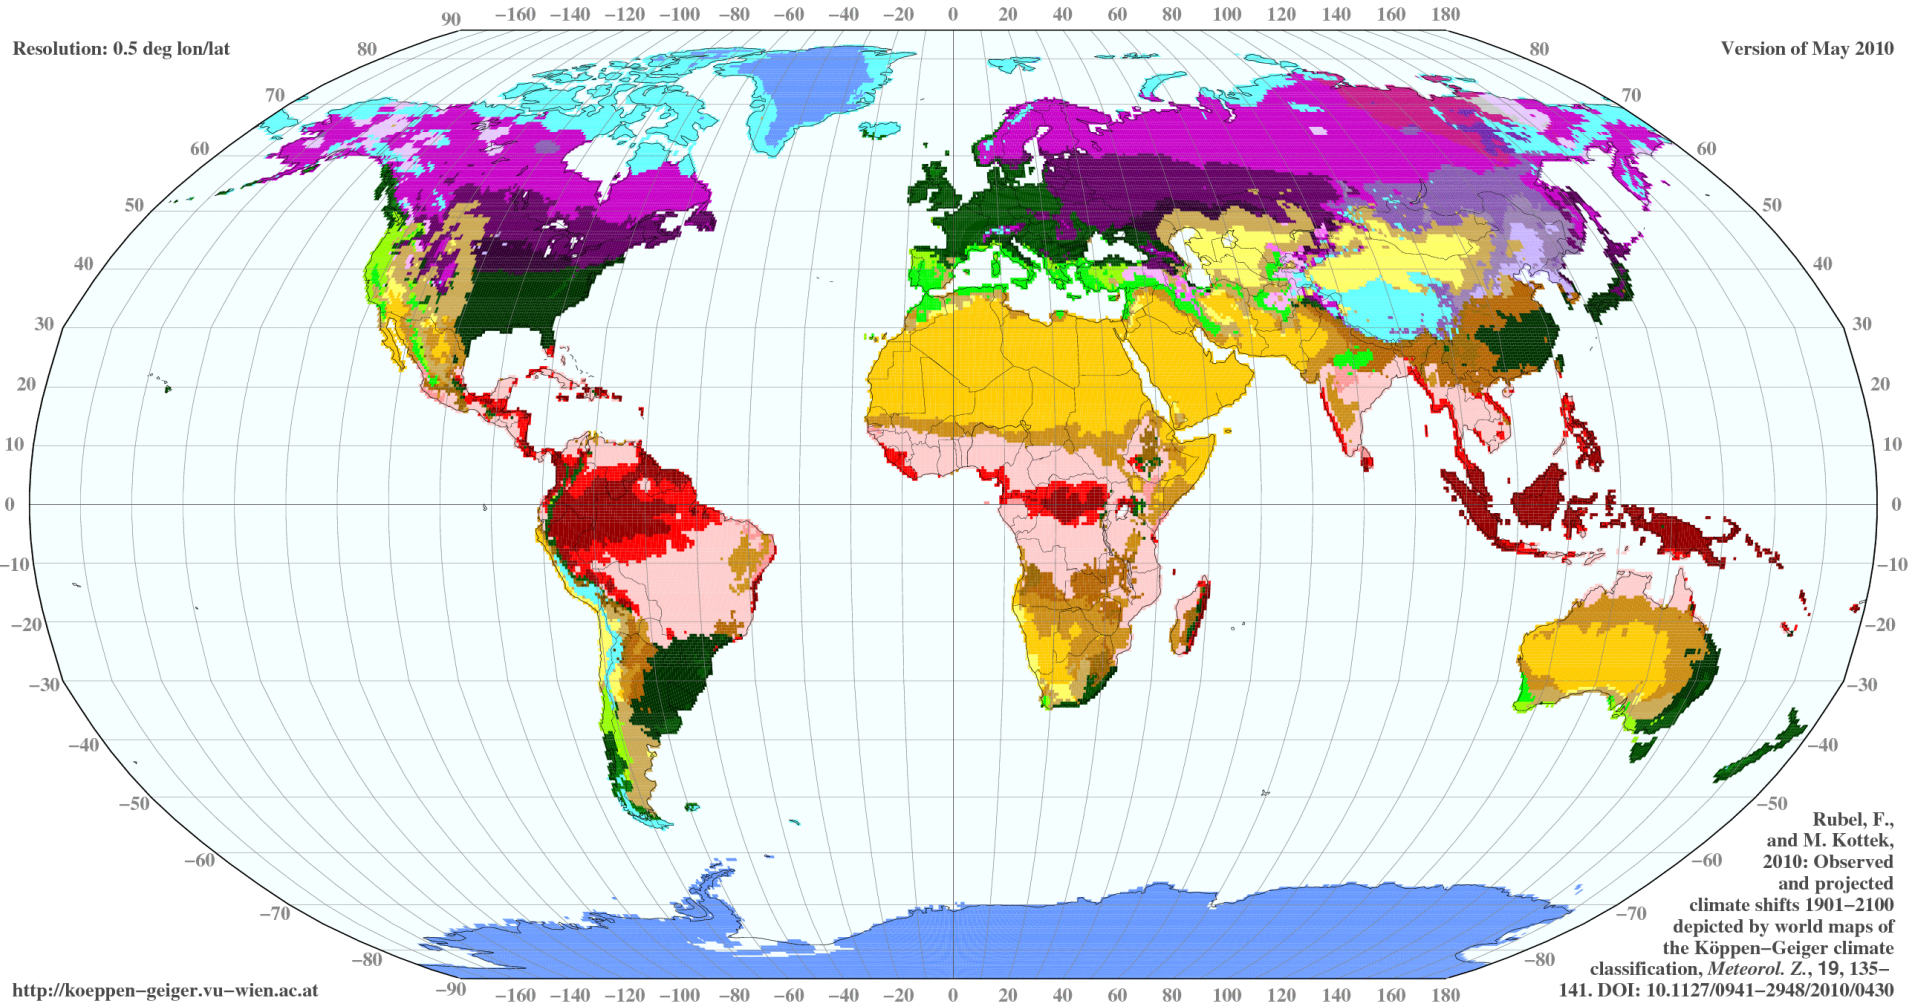 90 −160 −140 −120 −100 −80 −60 −40 −20 0 20 40 60 80 100 120 140 160 180
Resolution: 0.5 deg lon/lat
Version of May 2010
80 80
70 70
60 60
50 50
40 40
30 30
20 20
10 10
0 0
−10 −10
−20 −20
−30 −30
−40 −40
−50 −50
−60 −60
−70 −70
−80 −80
Rubel, F.,
and M. Kottek,
2010: Observed
and projected
climate shifts 1901−2100
depicted by world maps of
the Köppen−Geiger climate
classification, Meteorol. Z., 19, 135−
141. DOI: 10.1127/0941−2948/2010/0430
http://koeppen−geiger.vu−wien.ac.at
−90 −160 −140 −120 −100 −80 −60 −40 −20 0 20 40 60 80 100 120 140 160 180